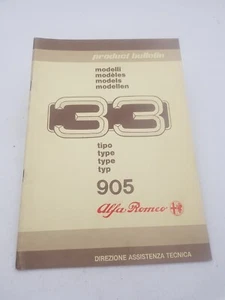 product bulletin
modelli
modèles
models
modellen
33
tipo
type
type
typ
905
Alfa Romeo
DIREZIONE ASSISTENZA TECNICA